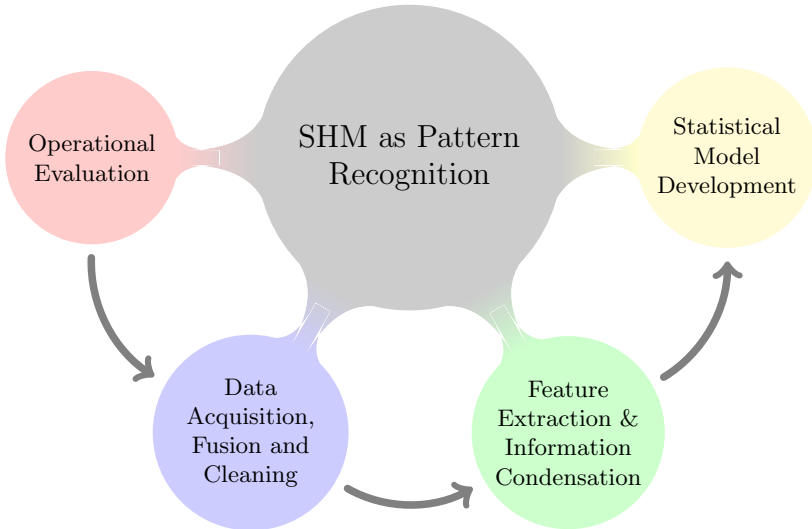 SHM as Pattern
Recognition
Operational
Evaluation
Data
Acquisition,
Fusion and
Cleaning
Feature
Extraction &
Information
Condensation
Statistical
Model
Development